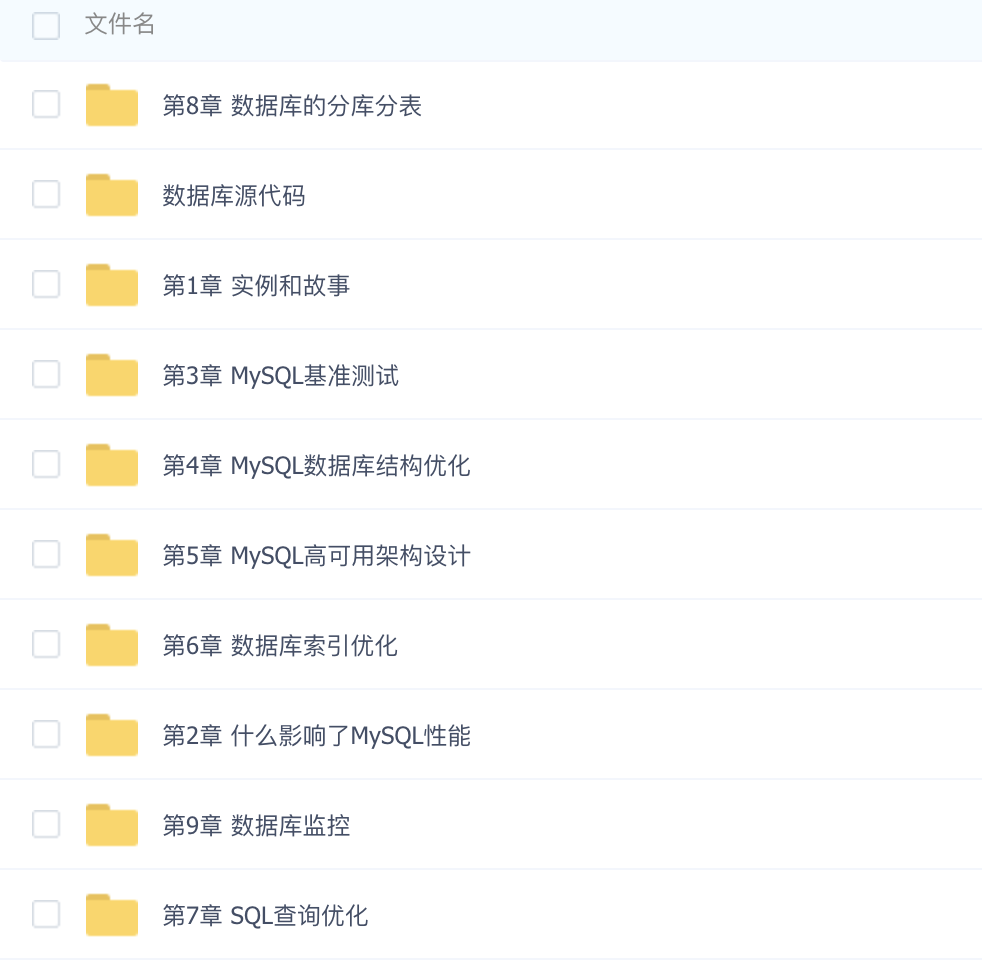 文件名
第8章 数据库的分库分表
数据库源代码
第1章 实例和故事
第3章 MySQL基准测试
第4章 MySQL数据库结构优化
第5章 MySQL高可用架构设计
第6章 数据库索引优化
第2章 什么影响了MySQL性能
第9章 数据库监控
第7章 SQL查询优化